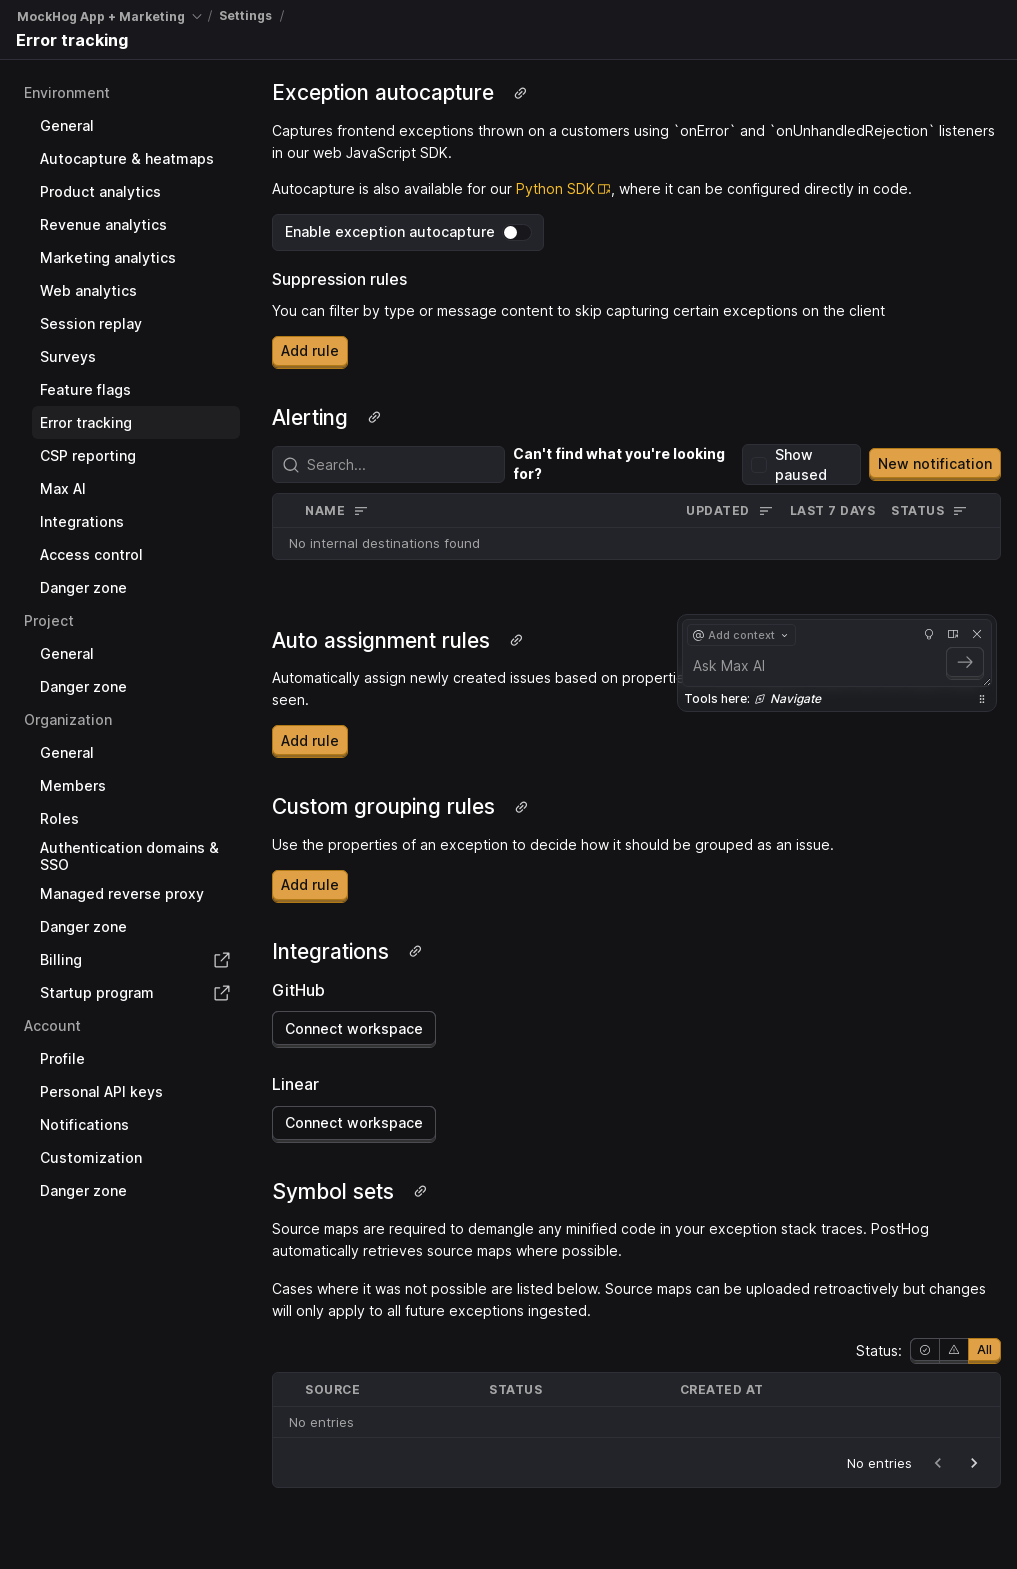 MockHog App + Marketing / Settings /
Error tracking
Environment
General
Autocapture & heatmaps
Product analytics
Revenue analytics
Marketing analytics
Web analytics
Session replay
Surveys
Feature flags
Error tracking
CSP reporting
Max AI
Integrations
Access control
Danger zone
Project
General
Danger zone
Organization
General
Members
Roles
Authentication domains &
SSO
Managed reverse proxy
Danger zone
Billing
Startup program
Account
Profile
Personal API keys
Notifications
Customization
Danger zone
Exception autocapture
Captures frontend exceptions thrown on a customers using `onError` and `onUnhandledRejection` listeners
in our web JavaScript SDK.
Autocapture is also available for our Python SDK, where it can be configured directly in code.
Enable exception autocapture
Suppression rules
You can filter by type or message content to skip capturing certain exceptions on the client
Add rule
Alerting
Search...
Can't find what you're looking
for?
Show
paused
New notification
NAME UPDATED LAST 7 DAYS STATUS
No internal destinations found
Auto assignment rules
Automatically assign newly created issues based on propertie
seen.
Add rule
@ Add context
Ask Max AI
Tools here: Navigate
Custom grouping rules
Use the properties of an exception to decide how it should be grouped as an issue.
Add rule
Integrations
GitHub
Connect workspace
Linear
Connect workspace
Symbol sets
Source maps are required to demangle any minified code in your exception stack traces. PostHog
automatically retrieves source maps where possible.
Cases where it was not possible are listed below. Source maps can be uploaded retroactively but changes
will only apply to all future exceptions ingested.
Status: All
SOURCE STATUS CREATED AT
No entries
No entries